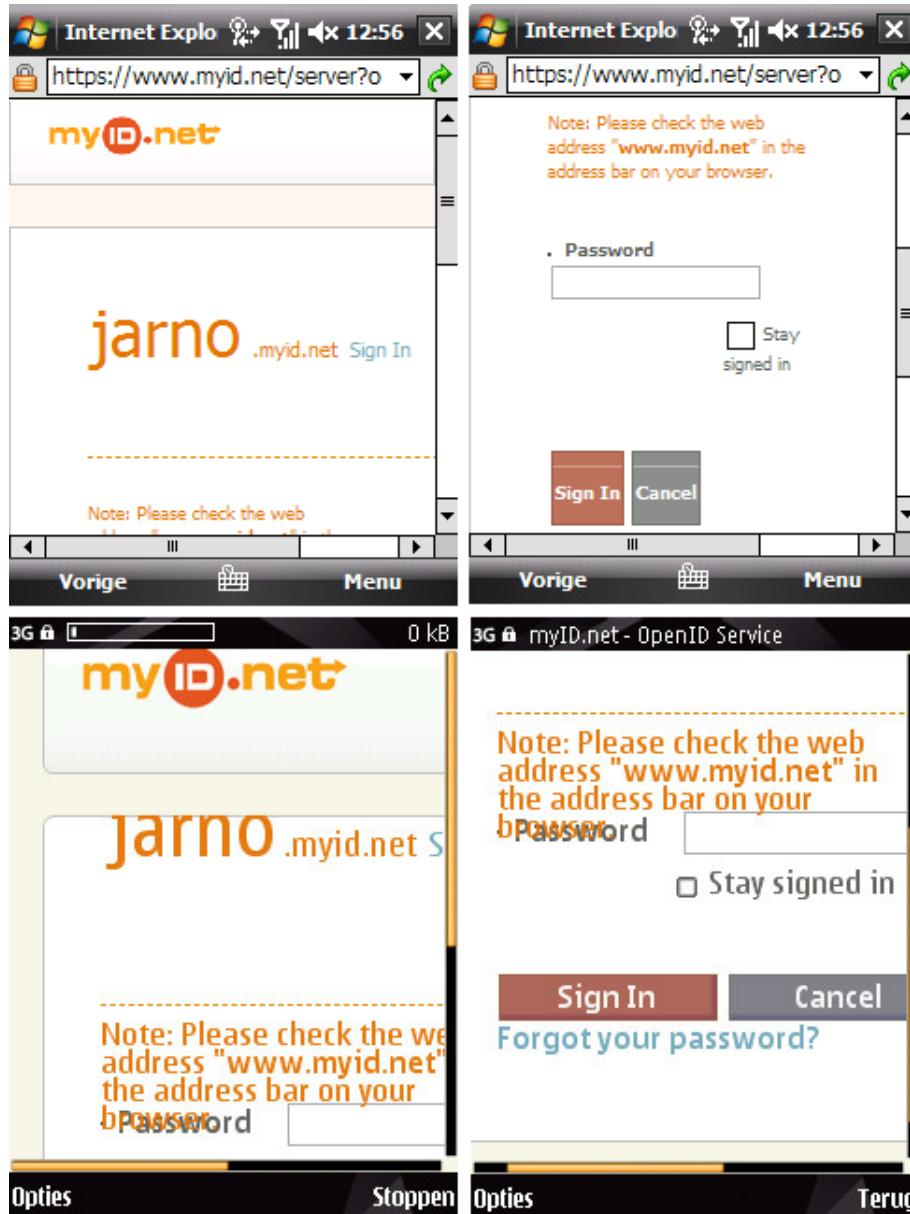 Internet Explo 12:56
https://www.myid.net/server?o
myID.net
jarno .myid.net Sign In
Note: Please check the web
Vorige Menu
Internet Explo 12:56
https://www.myid.net/server?o
Note: Please check the web
address "www.myid.net" in the
address bar on your browser.
. Password
Stay
signed in
Sign In Cancel
Vorige Menu
3G 0 kB
myID.net
jarno .myid.net S
Note: Please check the we
address "www.myid.net"
the address bar on your
browser.
Password
Opties Stoppen
3G myID.net - OpenID Service
Note: Please check the web
address "www.myid.net" in
the address bar on your
browser.
Password
Stay signed in
Sign In Cancel
Forgot your password?
Opties Terug